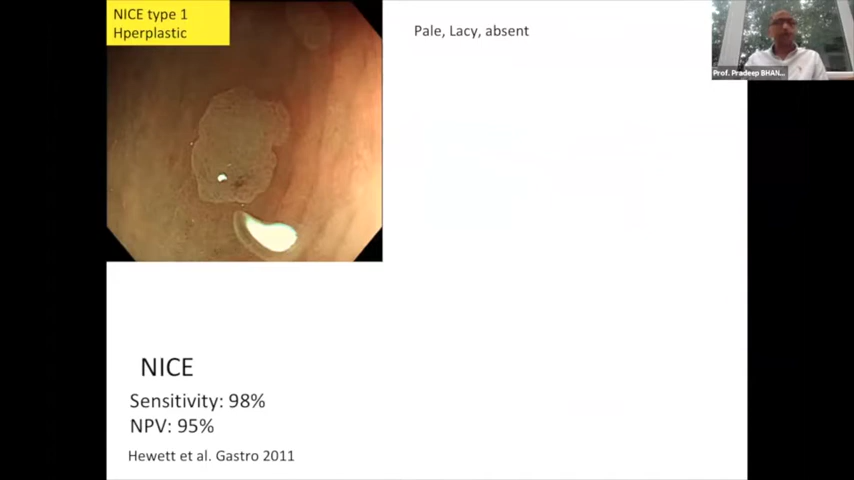 NICE type 1
Hperplastic
Pale, Lacy, absent
Prof. Pradeep BHAN...
NICE
Sensitivity: 98%
NPV: 95%
Hewett et al. Gastro 2011